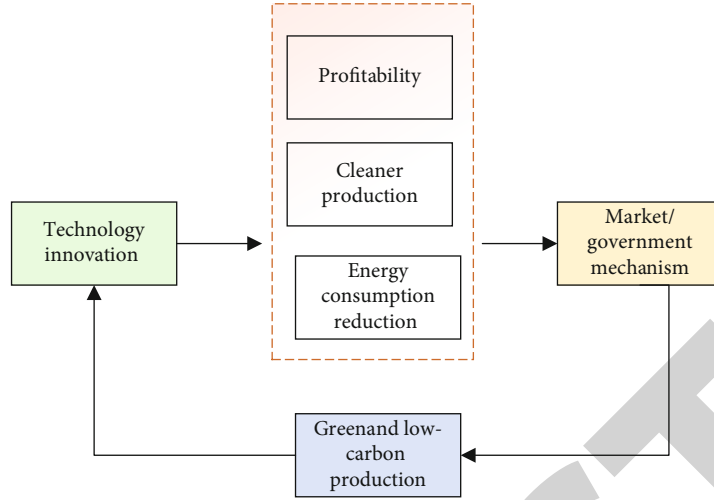 Profitability
Cleaner
production
Technology
innovation
Market/
government
mechanism
Energy
consumption
reduction
Greenand low-
carbon
production